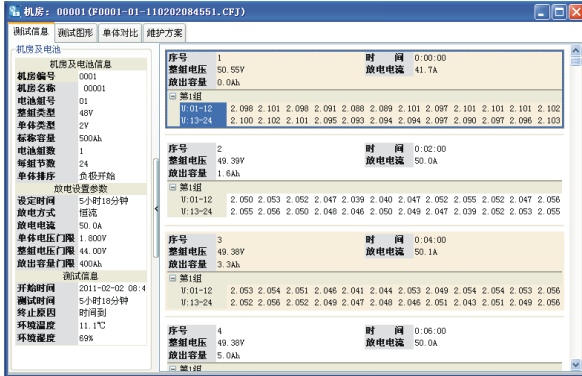 机房: 00001(F0001-01-110202084551.CFJ)
测试信息 测试图形 单体对比 维护方案
机房及电池
机房及电池信息
机房编号 0001
机房名称 00001
电池组号 01
整组类型 48V
单体类型 2V
标称容量 500Ah
电池组数 1
每组节数 24
单体排序 负极开始
放电设置参数
设定时间 5小时18分钟
放电方式 恒流
放电电流 50.0A
单体电压门限 1.800V
整组电压门限 44.00V
放出容量门限 400Ah
测试信息
开始时间 2011-02-02 08:4
测试时间 5小时18分钟
终止原因 时间到
环境温度 11.1℃
环境湿度 69%
序号 1 时 间 0:00:00
整组电压 50.55V 放电电流 41.7A
放出容量 0.0Ah
第1组
U:01-12 2.098 2.101 2.098 2.091 2.088 2.089 2.101 2.097 2.101 2.101 2.101 2.102
U:13-24 2.100 2.102 2.101 2.095 2.093 2.094 2.094 2.097 2.090 2.097 2.096 2.103
序号 2 时 间 0:02:00
整组电压 49.39V 放电电流 50.0A
放出容量 1.6Ah
第1组
U:01-12 2.050 2.053 2.052 2.047 2.039 2.040 2.047 2.052 2.055 2.052 2.047 2.056
U:13-24 2.055 2.056 2.048 2.046 2.050 2.048 2.049 2.047 2.039 2.052 2.053 2.055
序号 3 时 间 0:04:00
整组电压 49.38V 放电电流 50.1A
放出容量 3.3Ah
第1组
U:01-12 2.053 2.054 2.051 2.046 2.041 2.044 2.053 2.049 2.054 2.054 2.053 2.056
U:13-24 2.052 2.056 2.052 2.049 2.047 2.048 2.046 2.051 2.043 2.051 2.049 2.056
序号 4 时 间 0:06:00
整组电压 49.38V 放电电流 50.0A
放出容量 5.0Ah
第1组